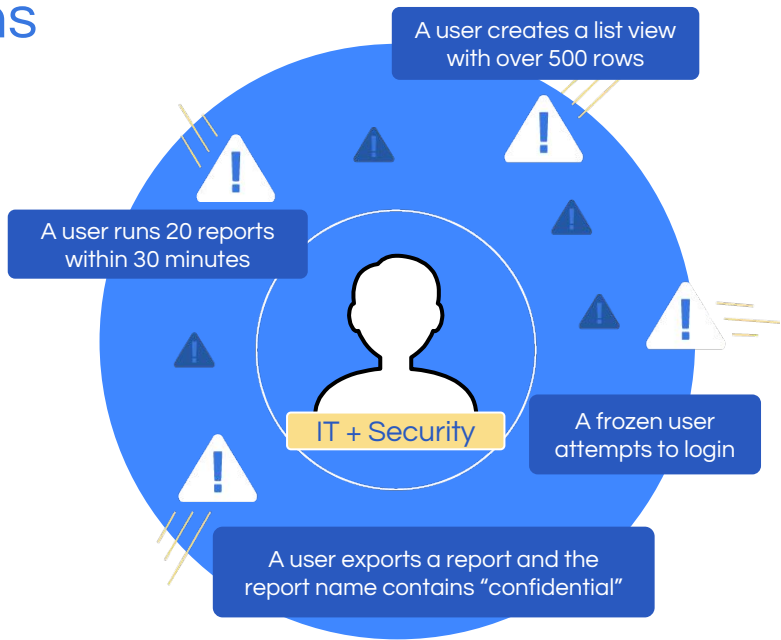 ns
A user creates a list view
with over 500 rows
A user runs 20 reports
within 30 minutes
IT + Security
A frozen user
attempts to login
A user exports a report and the
report name contains “confidential”